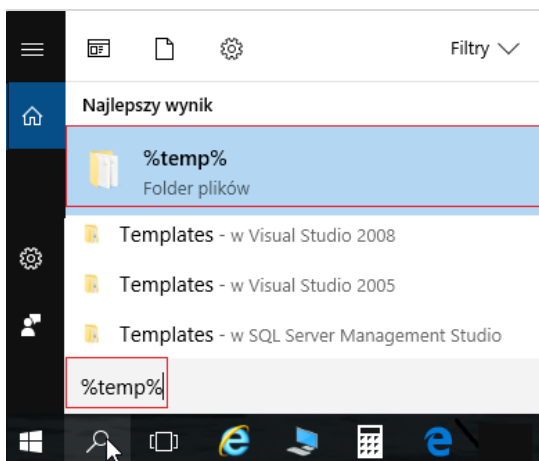 Filtry
Najlepszy wynik
%temp%
Folder plików
Templates - w Visual Studio 2008
Templates - w Visual Studio 2005
Templates - w SQL Server Management Studio
%temp%